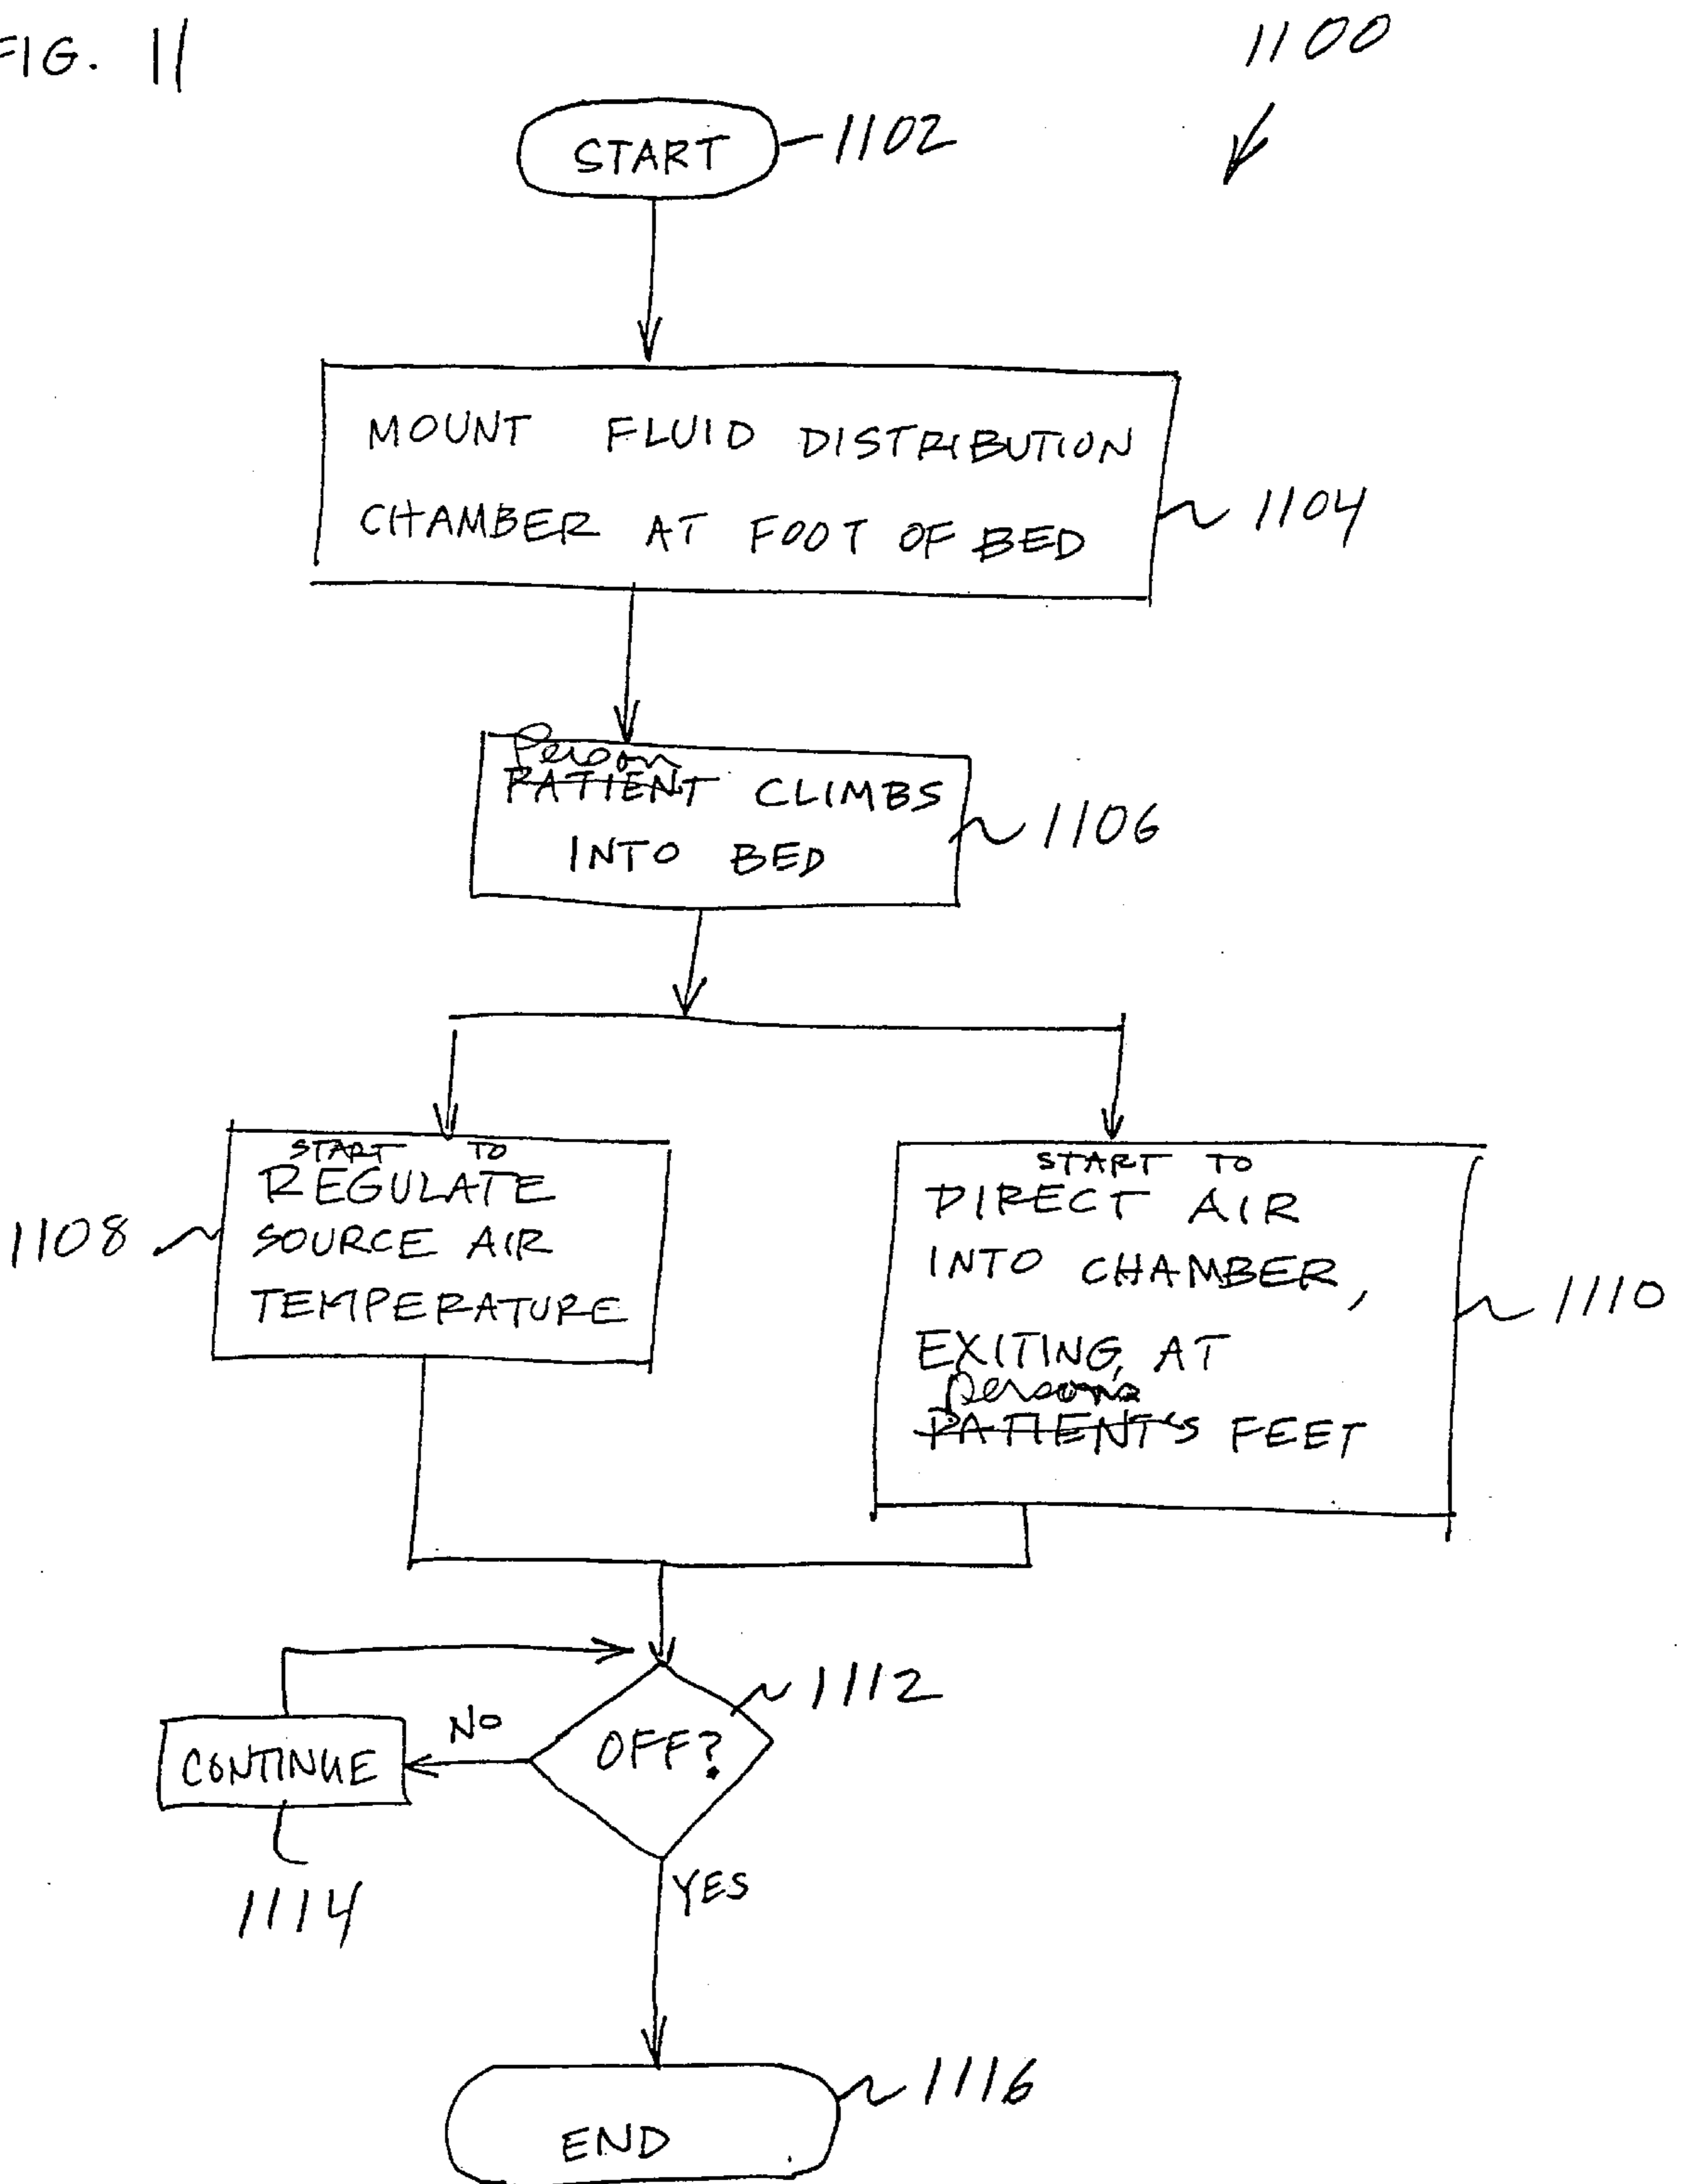 FIG. 11
1100
START
1102
MOUNT FLUID DISTRIBUTION
CHAMBER AT FOOT OF BED
1104
Person
PATIENT CLIMBS
INTO BED
1106
START TO
REGULATE
SOURCE AIR
TEMPERATURE
1108
START TO
DIRECT AIR
INTO CHAMBER,
EXITING AT
persons
PATIENT'S FEET
1110
OFF?
1112
NO
CONTINUE
1114
YES
END
1116